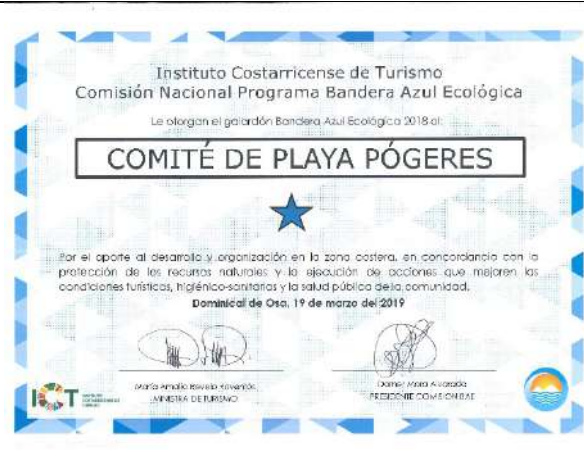 Instituto Costarricense de Turismo
Comisión Nacional Programa Bandera Azul Ecológica
Le otorgan el galardón Bandera Azul Ecológica 2018 al:
COMITÉ DE PLAYA PÓGERES
Por el aporte al desarrollo y organización en la zona costera, en concordancia con la
protección de los recursos naturales y la ejecución de acciones que mejoren las
condiciones turísticas, higiénico-sanitarias y la salud pública de la comunidad.
Dominical de Osa, 19 de marzo del 2019
María Amalia Revelo Raventós
MINISTRA DE TURISMO
Mora Alvarado
PRESIDENTE COMISION BAE
ICT